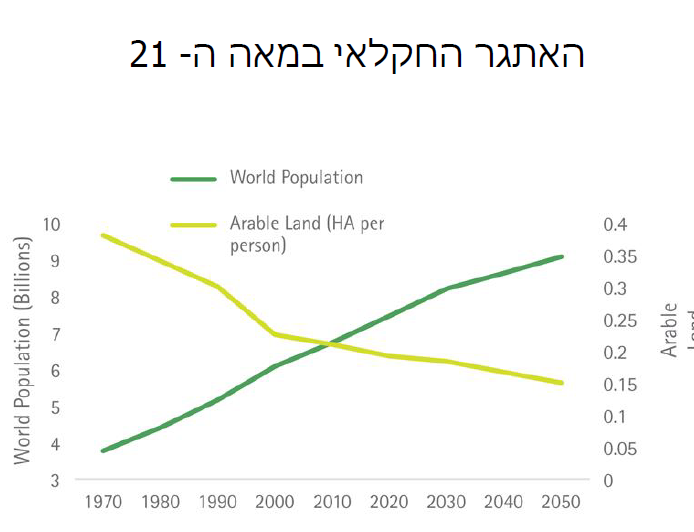 האתגר החקלאי במאה ה- 21
World Population
Arable Land (HA per
person)
World Population (Billions)
10
9
8
7
6
5
4
3
0.4
0.35
0.3
0.25
0.2
0.15
0.1
0.05
0
Arable
1970 1980 1990 2000 2010 2020 2030 2040 2050